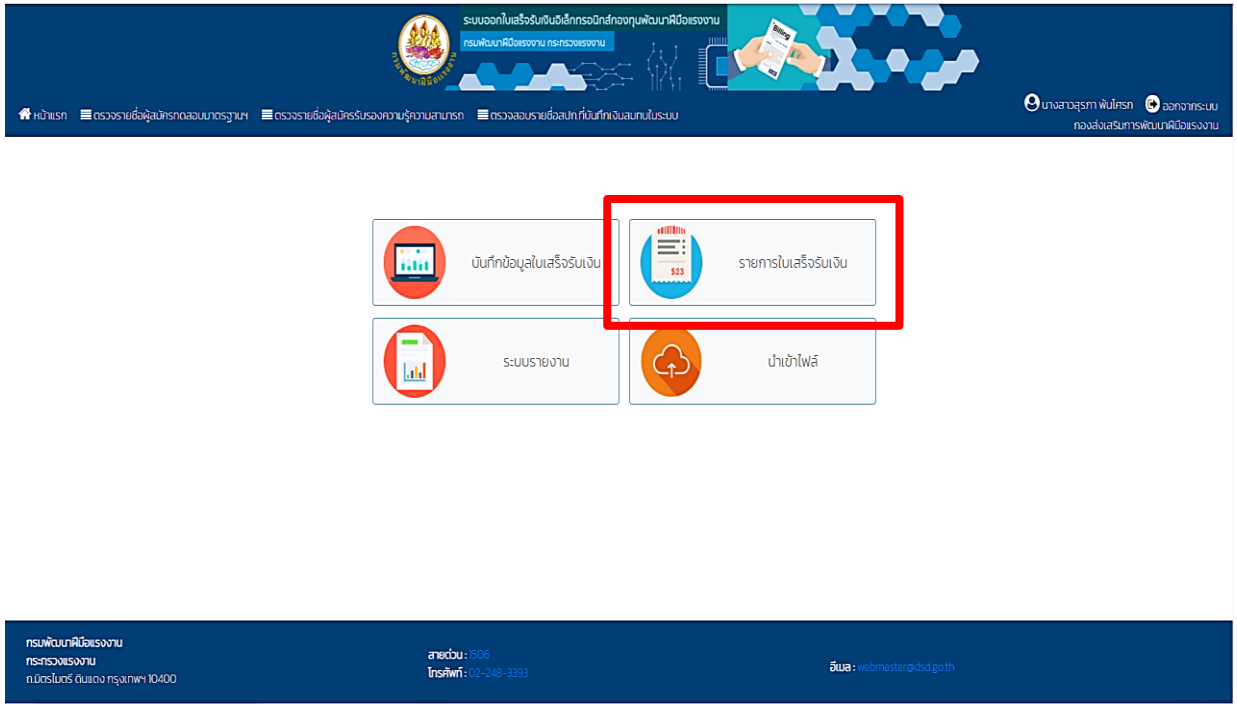 ระบบออกใบเสร็จรับเงินอิเล็กทรอนิกส์กองทุนพัฒนาฝีมือแรงงาน
กรมพัฒนาฝีมือแรงงาน กระทรวงแรงงาน
กรมพัฒนาฝีมือแรงงาน
Billing
หน้าแรก ตรวจรายชื่อผู้สมัครทดสอบมาตรฐานฯ ตรวจรายชื่อผู้สมัครรับรองความรู้ความสามารถ ตรวจสอบรายชื่อสปก.ที่บันทึกเงินสมทบในระบบ
นางสาวสุรภา พันโศรก ออกจากระบบ
กองส่งเสริมการพัฒนาฝีมือแรงงาน
บันทึกข้อมูลใบเสร็จรับเงิน
$23
รายการใบเสร็จรับเงิน
ระบบรายงาน
นำเข้าไฟล์
กรมพัฒนาฝีมือแรงงาน
กระทรวงแรงงาน
ถ.มิตรไมตรี ดินแดง กรุงเทพฯ 10400
สายด่วน : 1506
โทรศัพท์ : 02-248-3393
อีเมล : webmaster@dsd.go.th